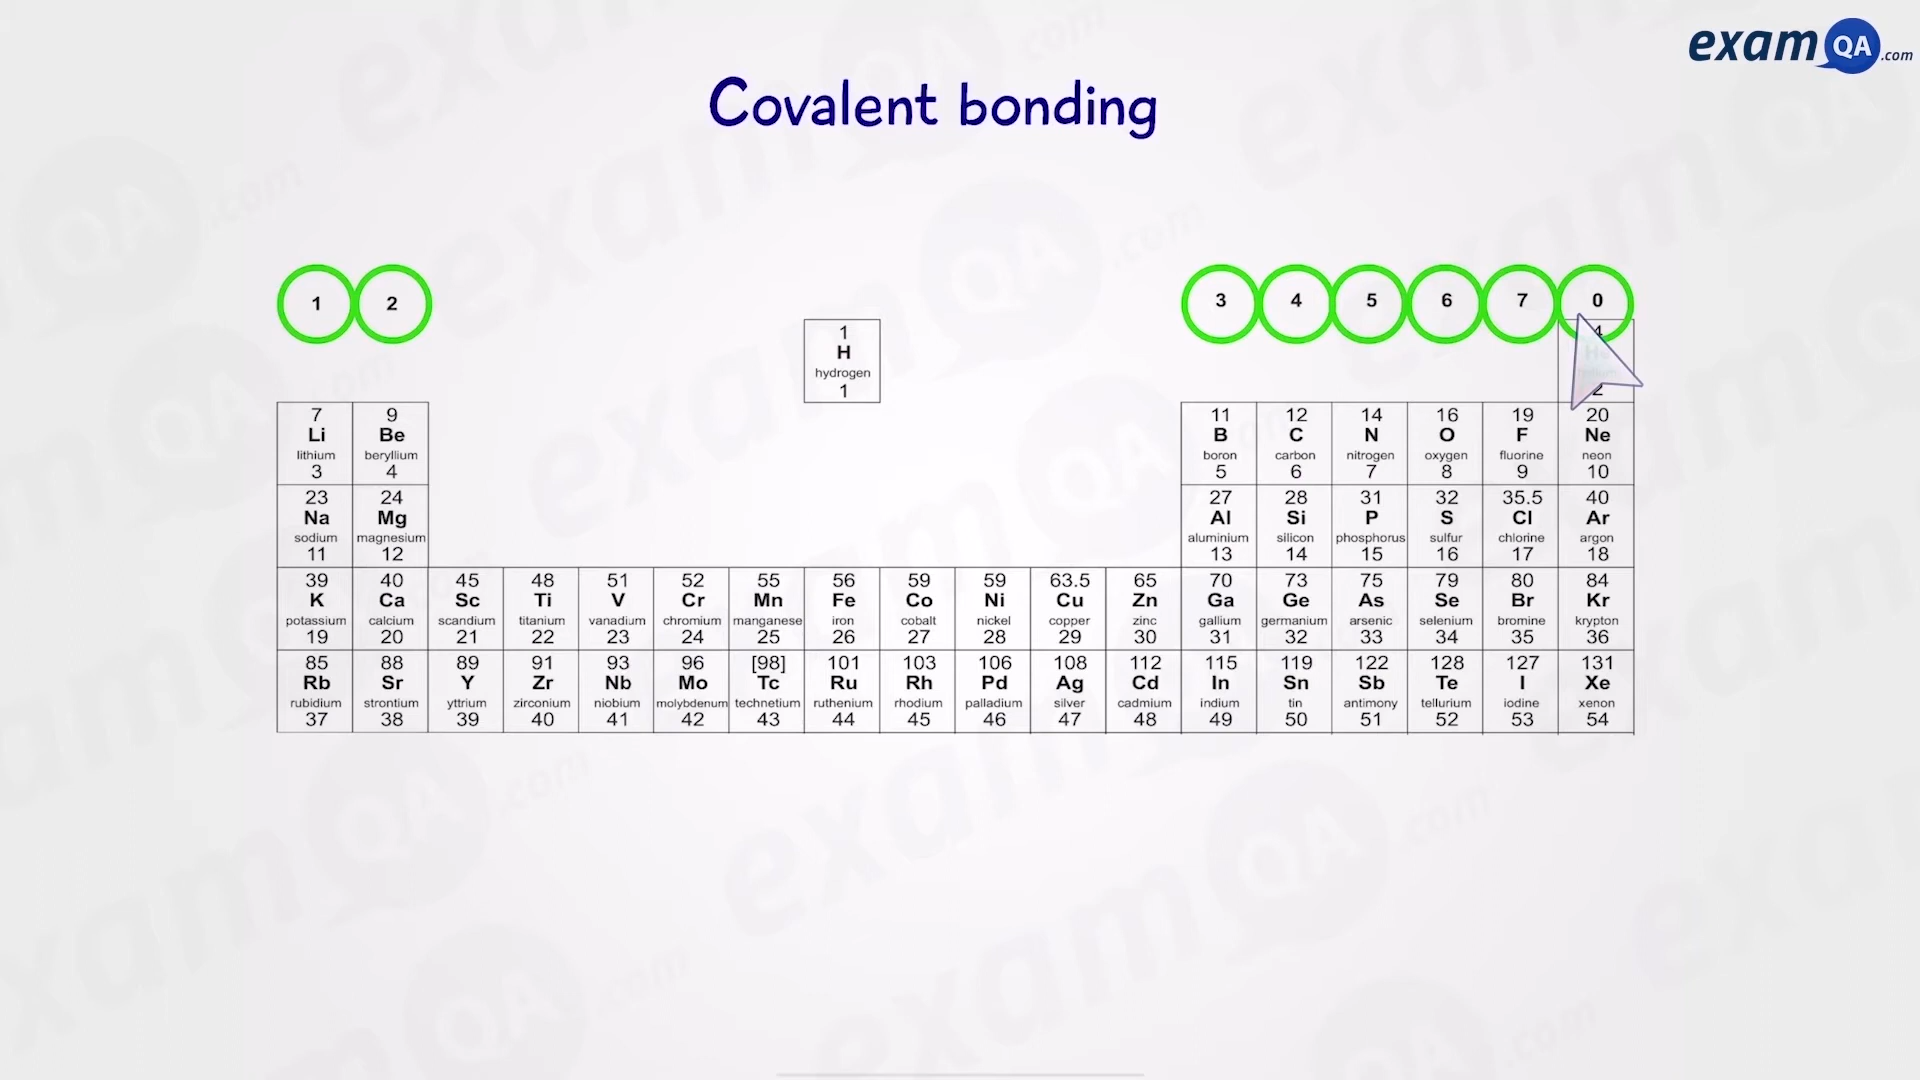 examQA.com
Covalent bonding
1 2 3 4 5 6 7 0
1 4
H He
hydrogen
1 2
7 9 11 12 14 16 19 20
Li Be B C N O F Ne
lithium beryllium boron carbon nitrogen oxygen fluorine neon
3 4 5 6 7 8 9 10
23 24 27 28 31 32 35.5 40
Na Mg Al Si P S Cl Ar
sodium magnesium aluminium silicon phosphorus sulfur chlorine argon
11 12 13 14 15 16 17 18
39 40 45 48 51 52 55 56 59 59 63.5 65 70 73 75 79 80 84
K Ca Sc Ti V Cr Mn Fe Co Ni Cu Zn Ga Ge As Se Br Kr
potassium calcium scandium titanium vanadium chromium manganese iron cobalt nickel copper zinc gallium germanium arsenic selenium bromine krypton
19 20 21 22 23 24 25 26 27 28 29 30 31 32 33 34 35 36
85 88 89 91 93 96 [98] 101 103 106 108 112 115 119 122 128 127 131
Rb Sr Y Zr Nb Mo Tc Ru Rh Pd Ag Cd In Sn Sb Te I Xe
rubidium strontium yttrium zirconium niobium molybdenum technetium ruthenium rhodium palladium silver cadmium indium tin antimony tellurium iodine xenon
37 38 39 40 41 42 43 44 45 46 47 48 49 50 51 52 53 54